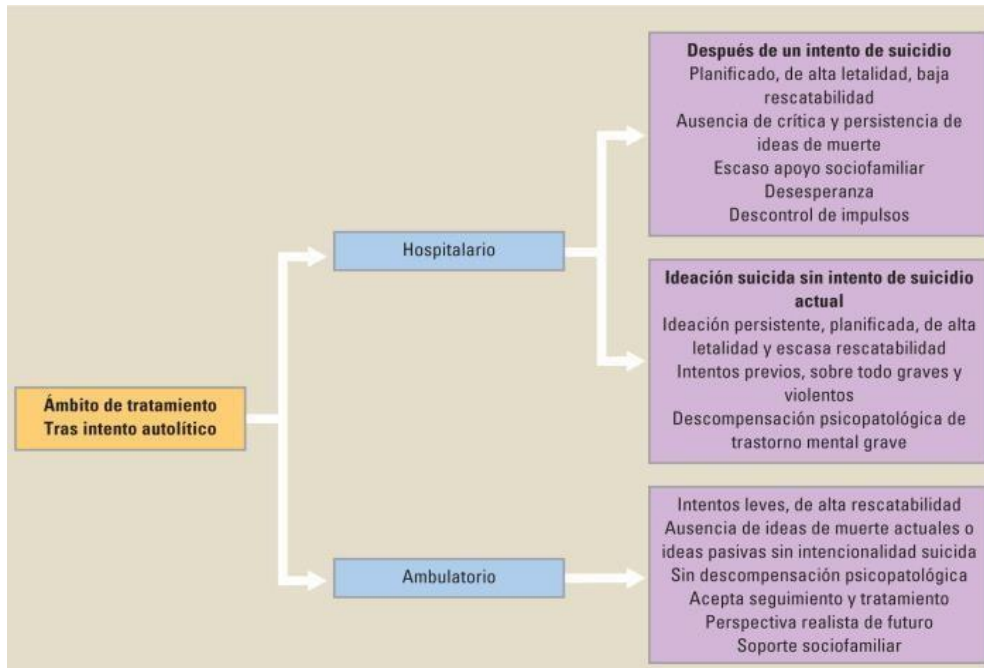 Ámbito de tratamiento
Tras intento autolítico
Hospitalario
Después de un intento de suicidio
Planificado, de alta letalidad, baja
rescatabilidad
Ausencia de crítica y persistencia de
ideas de muerte
Escaso apoyo sociofamiliar
Desesperanza
Descontrol de impulsos
Ideación suicida sin intento de suicidio
actual
Ideación persistente, planificada, de alta
letalidad y escasa rescatabilidad
Intentos previos, sobre todo graves y
violentos
Descompensación psicopatológica de
trastorno mental grave
Ambulatorio
Intentos leves, de alta rescatabilidad
Ausencia de ideas de muerte actuales o
ideas pasivas sin intencionalidad suicida
Sin descompensación psicopatológica
Acepta seguimiento y tratamiento
Perspectiva realista de futuro
Soporte sociofamiliar